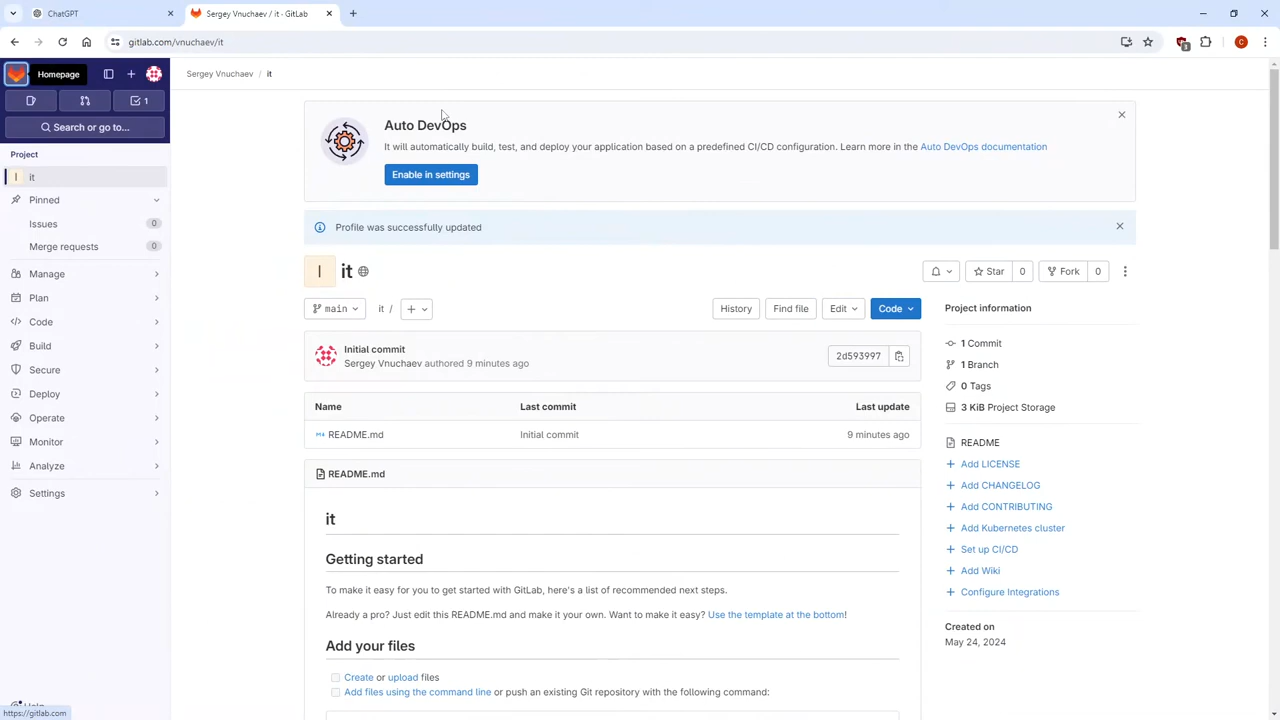 ChatGPT
Sergey Vnuchaev / it · GitLab
gitlab.com/vnuchaev/it
Homepage
1
Search or go to...
Project
I it
Pinned
Issues 0
Merge requests 0
Manage
Plan
Code
Build
Secure
Deploy
Operate
Monitor
Analyze
Settings
Help
https://gitlab.com
Sergey Vnuchaev / it
Auto DevOps
It will automatically build, test, and deploy your application based on a predefined CI/CD configuration. Learn more in the Auto DevOps documentation
Enable in settings
Profile was successfully updated
I it
Star 0
Fork 0
main
it /
History
Find file
Edit
Code
Initial commit
Sergey Vnuchaev authored 9 minutes ago
2d593997
Name Last commit Last update
README.md Initial commit 9 minutes ago
README.md
it
Getting started
To make it easy for you to get started with GitLab, here's a list of recommended next steps.
Already a pro? Just edit this README.md and make it your own. Want to make it easy? Use the template at the bottom!
Add your files
Create or upload files
Add files using the command line or push an existing Git repository with the following command:
Project information
1 Commit
1 Branch
0 Tags
3 KiB Project Storage
README
Add LICENSE
Add CHANGELOG
Add CONTRIBUTING
Add Kubernetes cluster
Set up CI/CD
Add Wiki
Configure Integrations
Created on
May 24, 2024